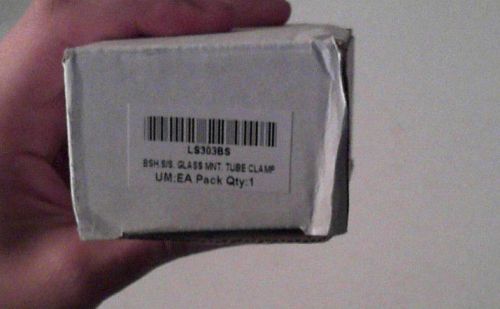 LS303BS
BSH.S/S. GLASS MNT. TUBE CLAMP
UM:EA Pack Qty:1